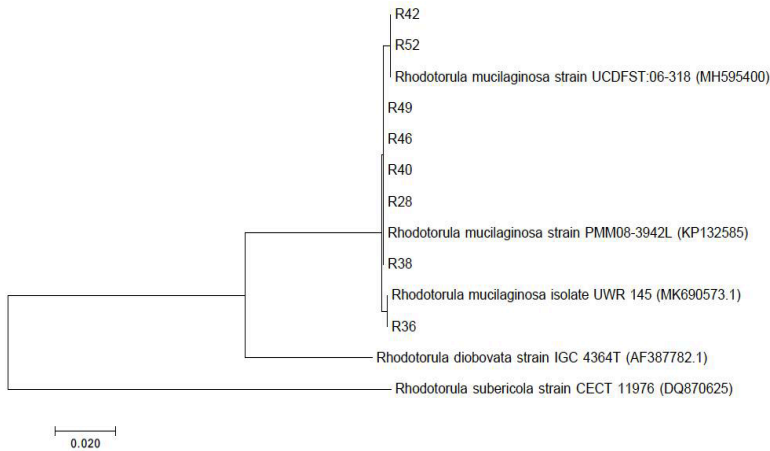 R42
R52
Rhodotorula mucilaginosa strain UCDFST:06-318 (MH595400)
R49
R46
R40
R28
Rhodotorula mucilaginosa strain PMM08-3942L (KP132585)
R38
Rhodotorula mucilaginosa isolate UWR 145 (MK690573.1)
R36
Rhodotorula diobovata strain IGC 4364T (AF387782.1)
Rhodotorula subericola strain CECT 11976 (DQ870625)
0.020